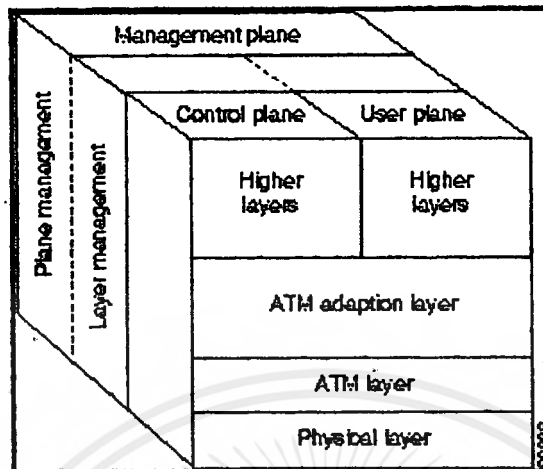 Management plane
Control plane
User plane
Plane management
Layer management
Higher
layers
Higher
layers
ATM adaption layer
ATM layer
Physical layer